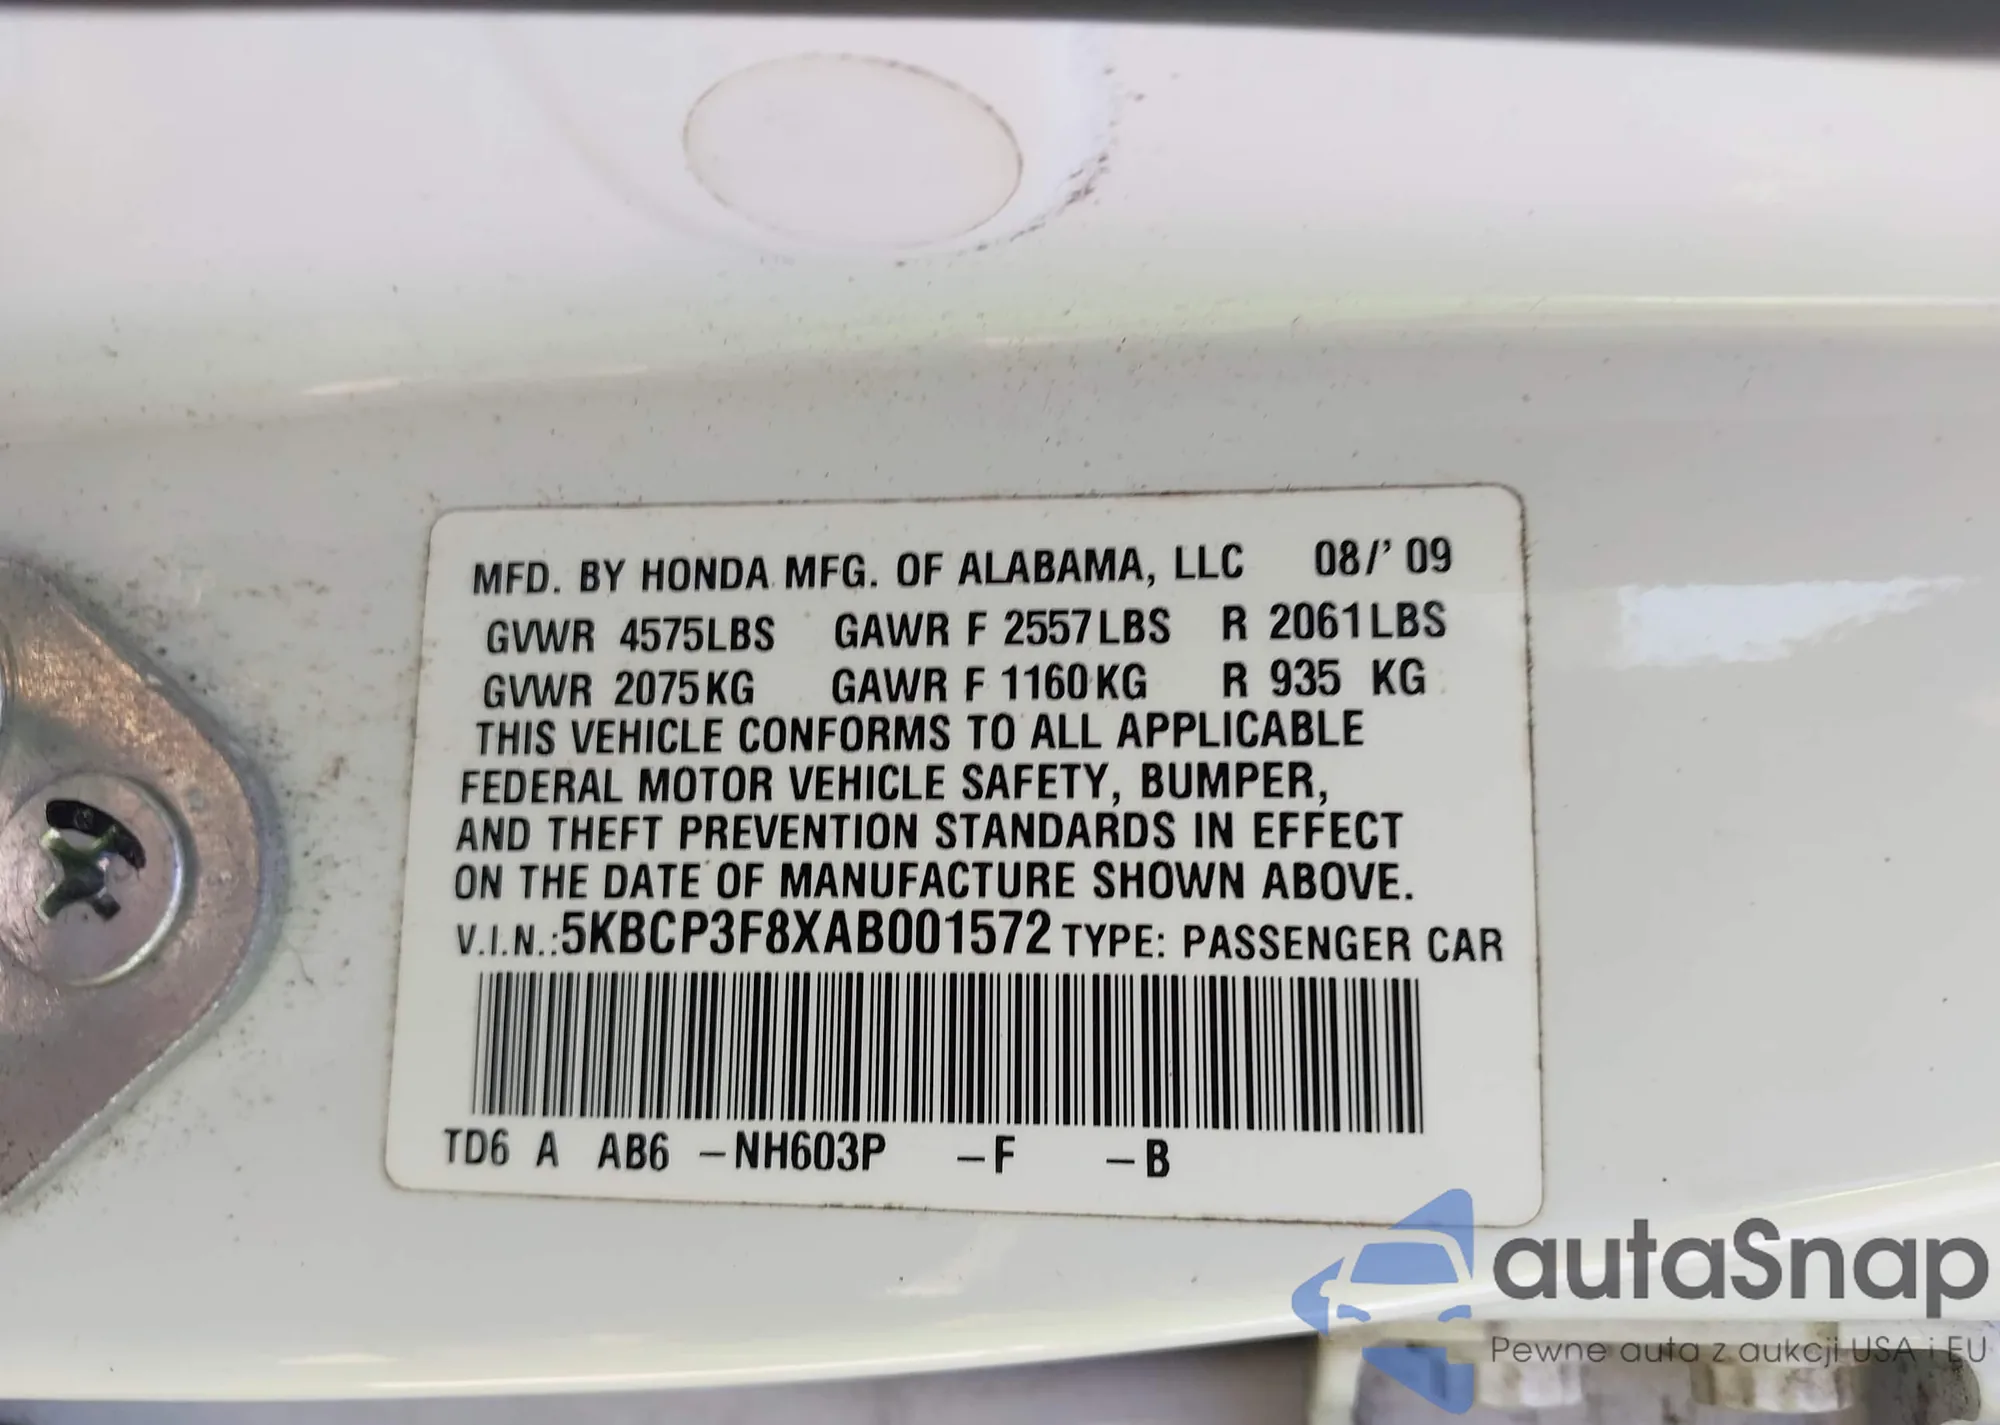 MFD. BY HONDA MFG. OF ALABAMA, LLC 08/' 09
GVWR 4575LBS GAWR F 2557LBS R 2061LBS
GVWR 2075KG GAWR F 1160KG R 935 KG
THIS VEHICLE CONFORMS TO ALL APPLICABLE
FEDERAL MOTOR VEHICLE SAFETY, BUMPER,
AND THEFT PREVENTION STANDARDS IN EFFECT
ON THE DATE OF MANUFACTURE SHOWN ABOVE.
V.I.N.:5KBCP3F8XAB001572 TYPE: PASSENGER CAR
TD6 A AB6 –NH603P –F –B
autaSnap
Pewne auta z aukcji USA i EU